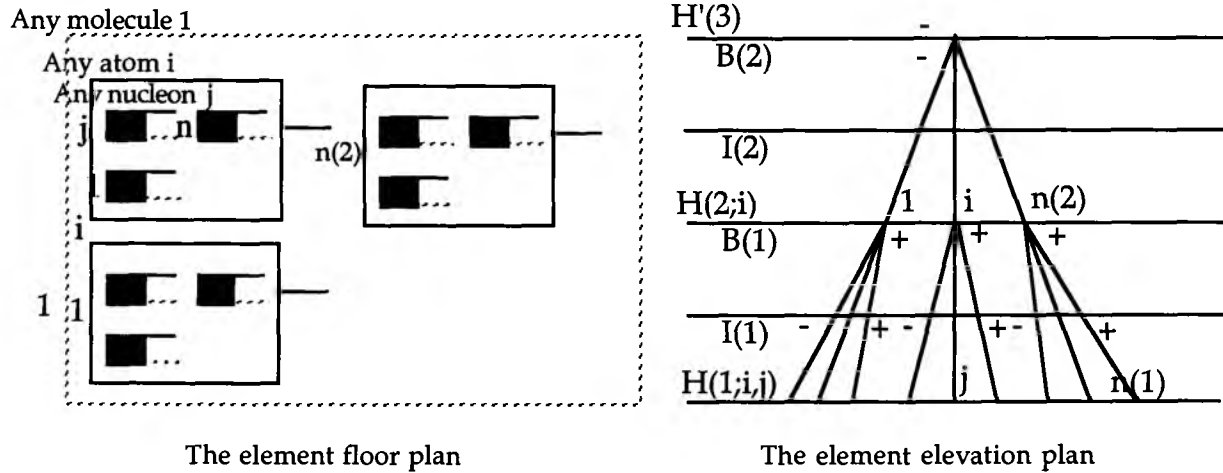 Any molecule 1
Any atom i
Any nucleon j
j n
n(2)
i
1 1
The element floor plan
H'(3)
-
-
B(2)
I(2)
H(2;i) 1 i n(2)
B(1) + + +
I(1) - + - + - +
H(1;i,j) j n(1)
The element elevation plan